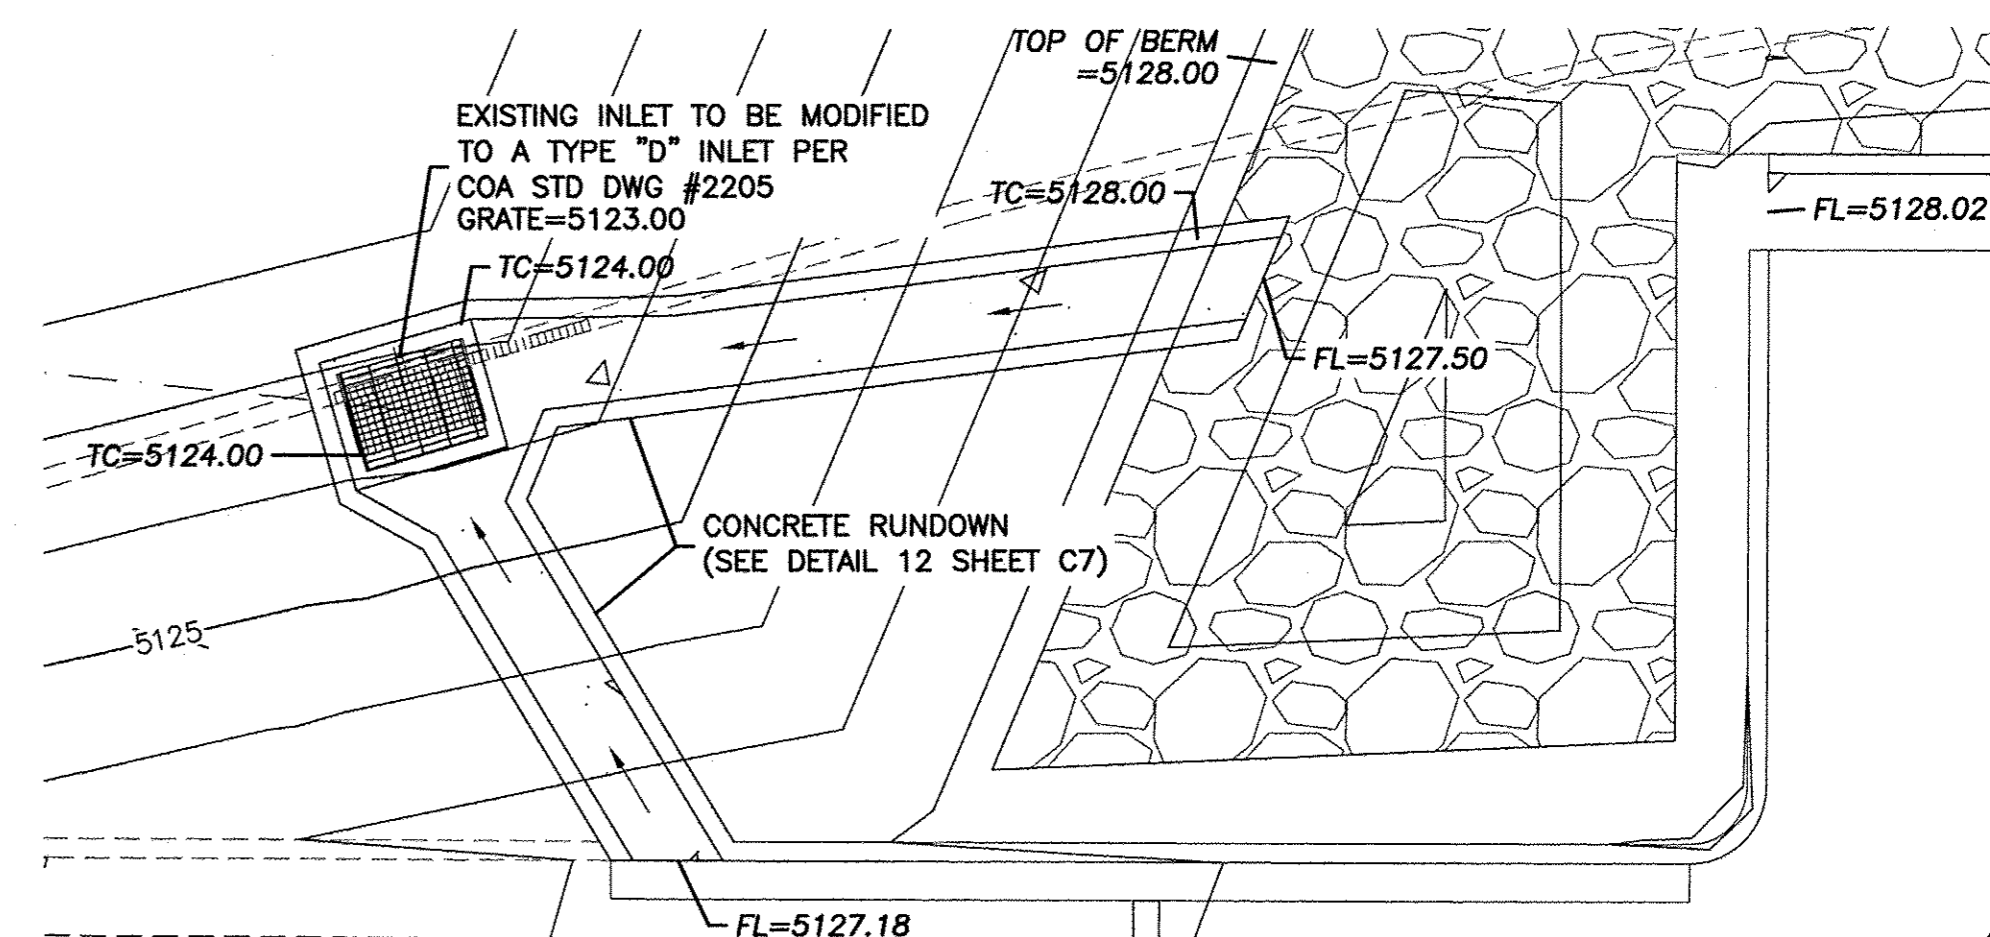 TOP OF BERM
=5128.00
EXISTING INLET TO BE MODIFIED
TO A TYPE "D" INLET PER
COA STD DWG #2205
GRATE=5123.00
TC=5128.00
FL=5128.02
TC=5124.00
FL=5127.50
TC=5124.00
CONCRETE RUNDOWN
(SEE DETAIL 12 SHEET C7)
5125
FL=5127.18